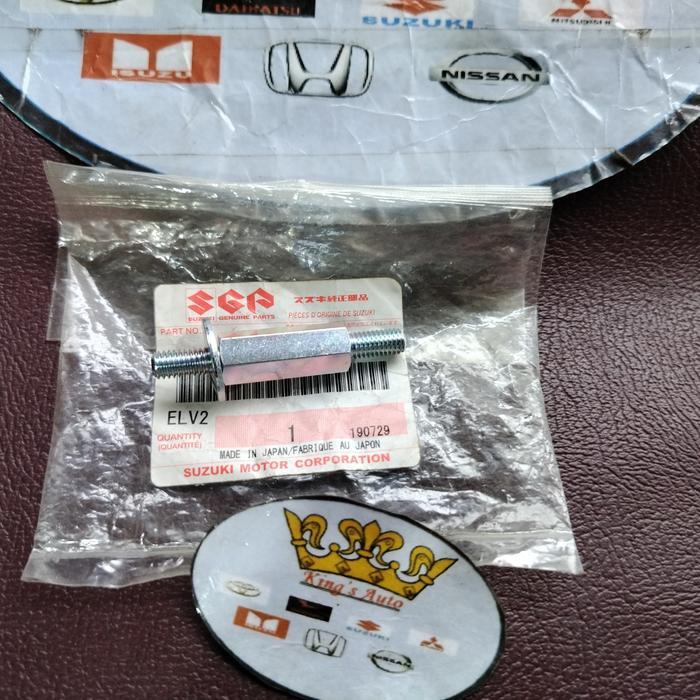 DAIHATSU
SUZUKI
MITSUBISHI
ISUZU
NISSAN
SGP
SUZUKI GENUINE PARTS
スズキ純正部品
PIÈCES D'ORIGINE DE SUZUKI
PART NO.
ELV2
QUANTITY
(QUANTITÉ)
1
190729
MADE IN JAPAN/FABRIQUE AU JAPON
SUZUKI MOTOR CORPORATION
King's Auto
SUZUKI
NISSAN